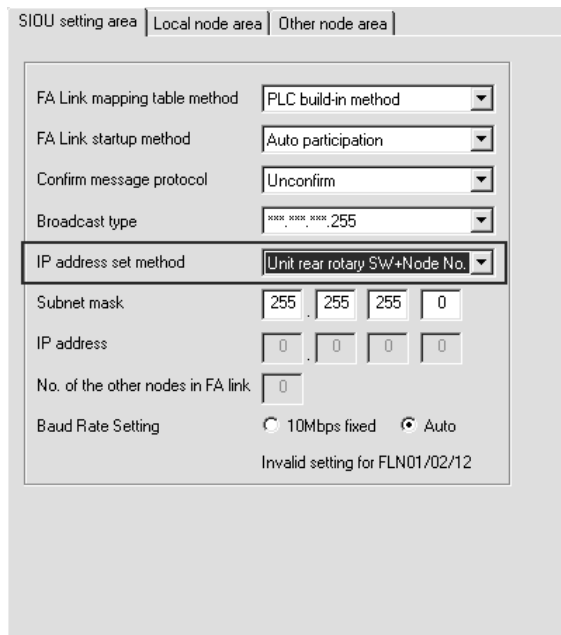 SIOU setting area Local node area Other node area
FA Link mapping table method PLC build-in method
FA Link startup method Auto participation
Confirm message protocol Unconfirm
Broadcast type ***.***.***.255
IP address set method Unit rear rotary SW+Node No.
Subnet mask 255 . 255 255 0
IP address 0 . 0 0 0
No. of the other nodes in FA link 0
Baud Rate Setting 10Mbps fixed Auto
Invalid setting for FLN01/02/12